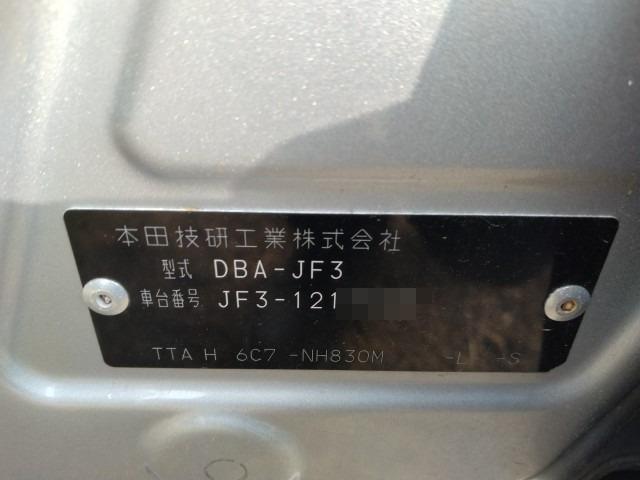 本田技研工業株式会社
型式 DBA-JF3
車台番号 JF3-121
TTA H 6C7 -NH830M -L -S